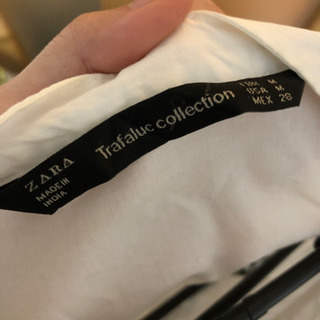 ZARA
MADE IN
INDIA
Trafaluc collection
EUR M
USA M
MEX 28